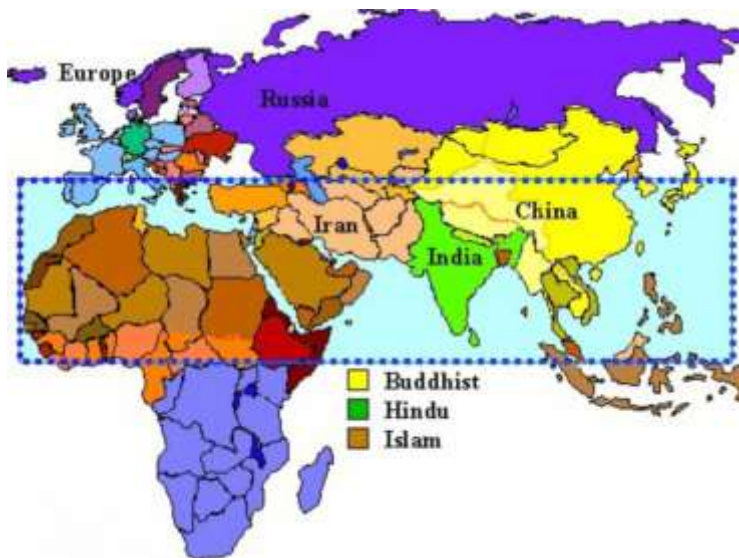 Europe
Russia
Iran
China
India
Buddhist
Hindu
Islam